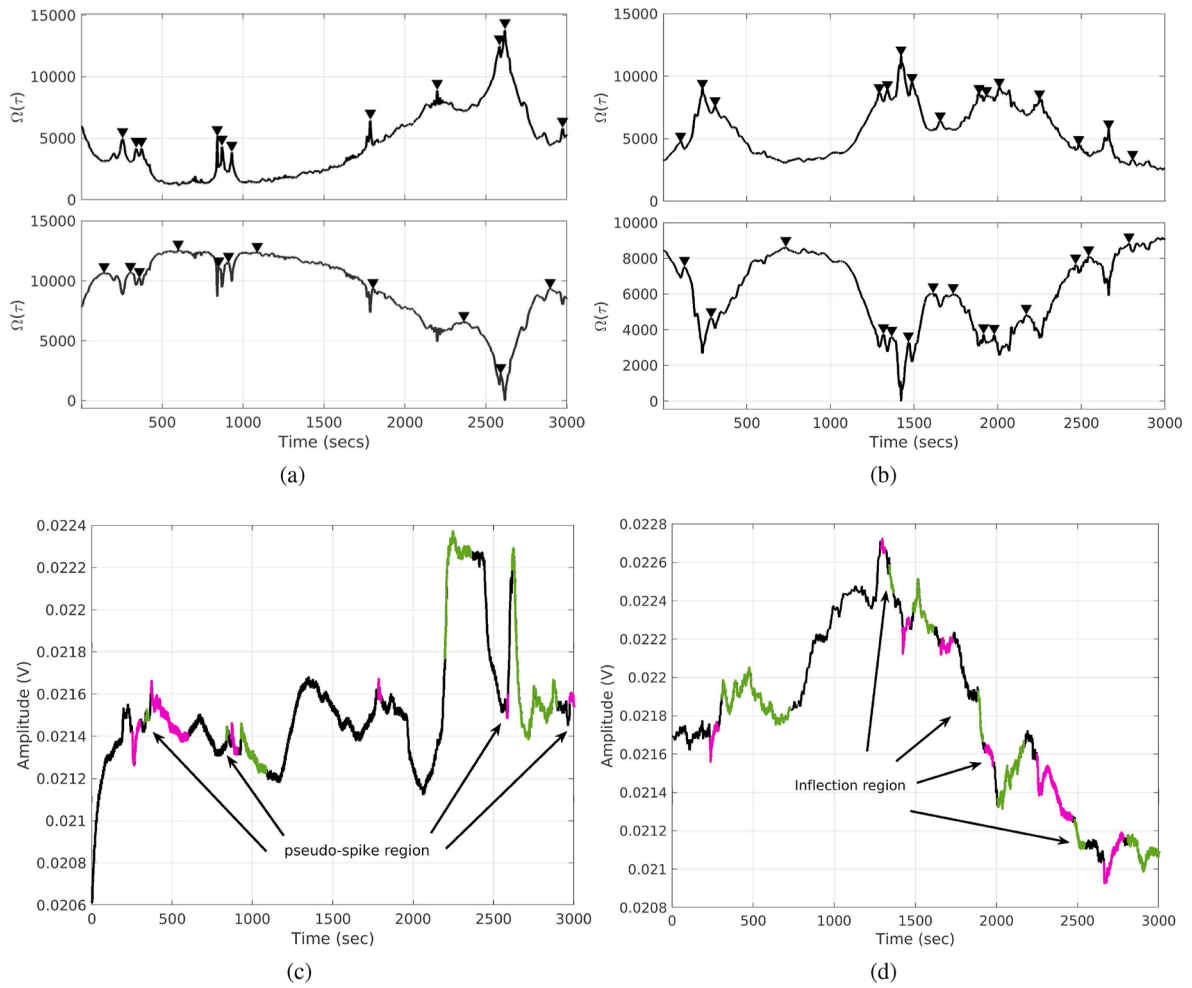 15000
10000
5000
0
Ω(τ)
15000
10000
5000
0
Ω(τ)
500 1000 1500 2000 2500 3000
Time (secs)
(a)
15000
10000
5000
0
Ω(τ)
10000
8000
6000
4000
2000
0
Ω(τ)
0 500 1000 1500 2000 2500 3000
Time (secs)
(b)
0.0224
0.0222
0.022
0.0218
0.0216
0.0214
0.0212
0.021
0.0208
0.0206
Amplitude (V)
pseudo-spike region
0 500 1000 1500 2000 2500 3000
Time (sec)
(c)
0.0228
0.0226
0.0224
0.0222
0.022
0.0218
0.0216
0.0214
0.0212
0.021
0.0208
Amplitude (V)
Inflection region
0 500 1000 1500 2000 2500 3000
Time (sec)
(d)